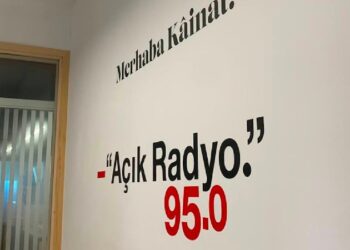 Merhaba Kâinat.
–“Açık Radyo.”
95.0